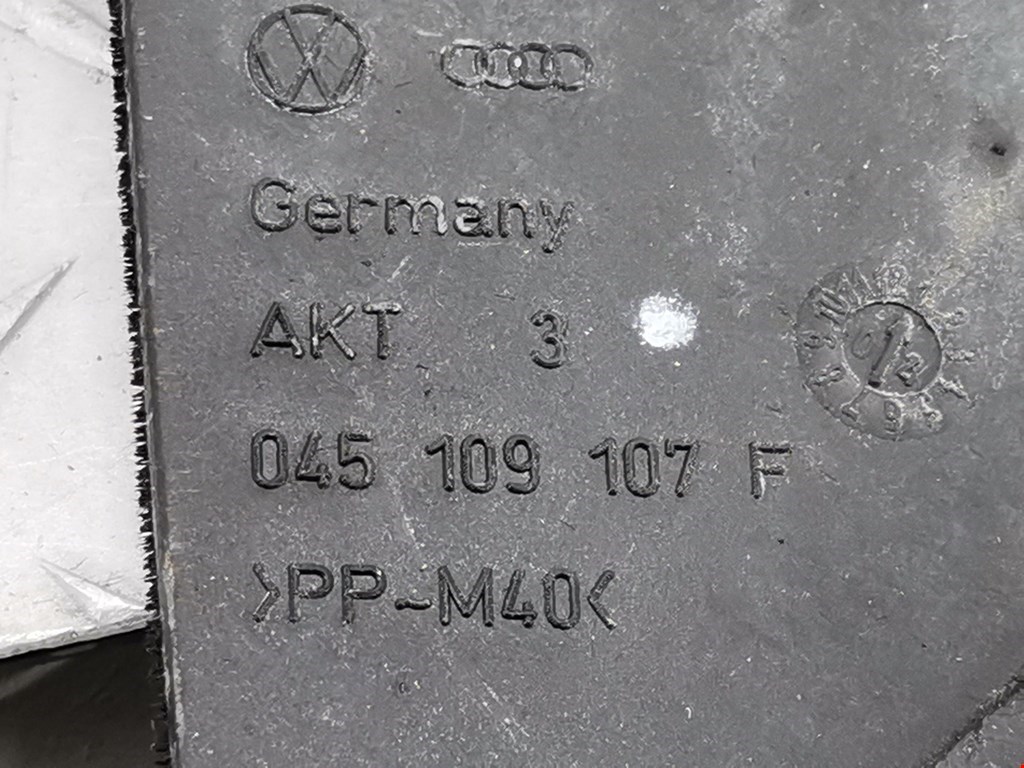 Germany
AKT 3
045 109 107 F
>PP-M40<